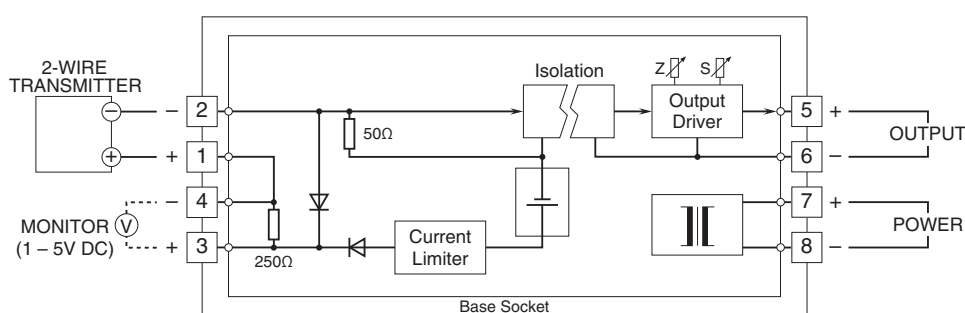 2-WIRE
TRANSMITTER
−
+
− 2
+ 1
− 4
+ 3
MONITOR
(1 – 5V DC)
V
250Ω
50Ω
Current
Limiter
Isolation
Z
S
Output
Driver
5 +
6 −
OUTPUT
7 +
8 −
POWER
Base Socket